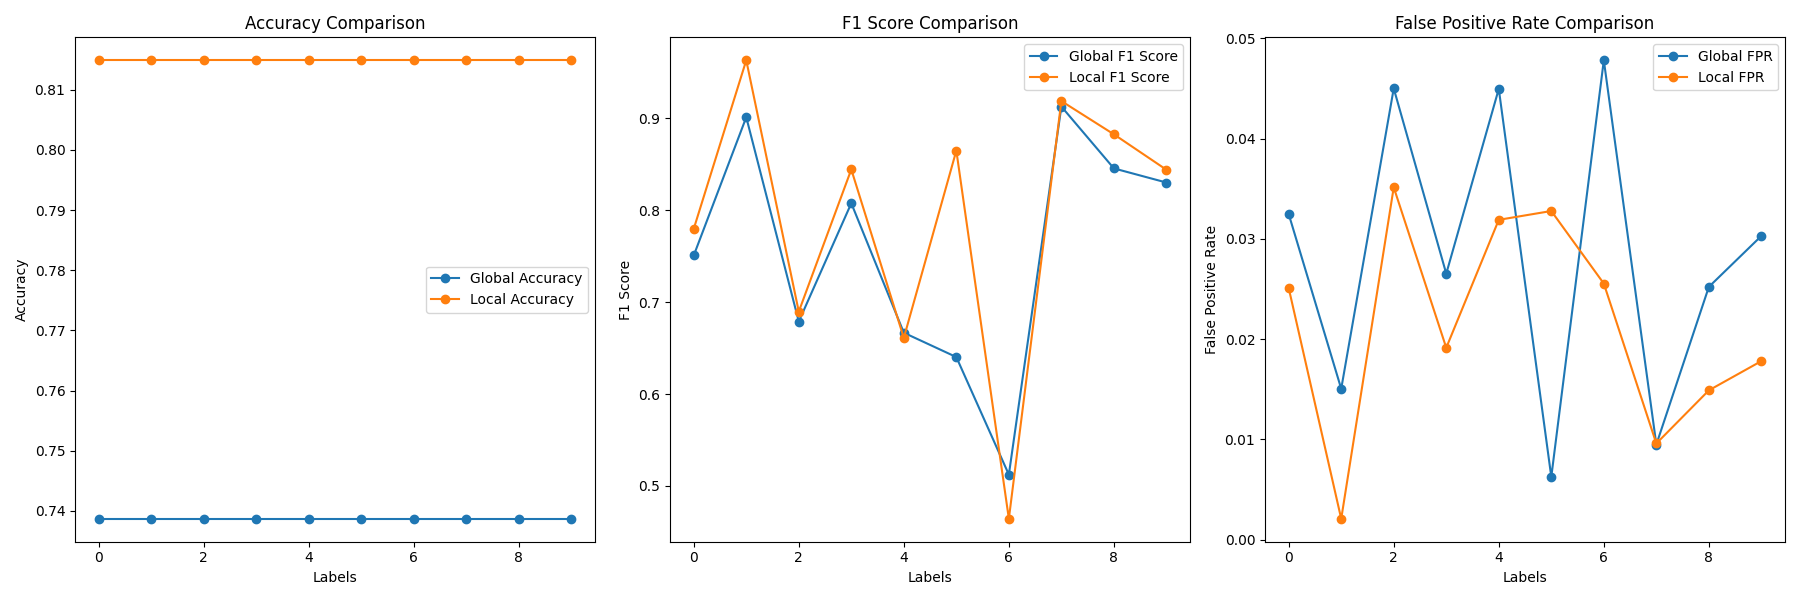 Accuracy Comparison
0.81
0.80
0.79
0.78
0.77
0.76
0.75
0.74
Accuracy
Global Accuracy
Local Accuracy
0 2 4 6 8
Labels
F1 Score Comparison
Global F1 Score
Local F1 Score
0.9
0.8
0.7
0.6
0.5
F1 Score
0 2 4 6 8
Labels
False Positive Rate Comparison
Global FPR
Local FPR
0.05
0.04
0.03
0.02
0.01
0.00
False Positive Rate
0 2 4 6 8
Labels